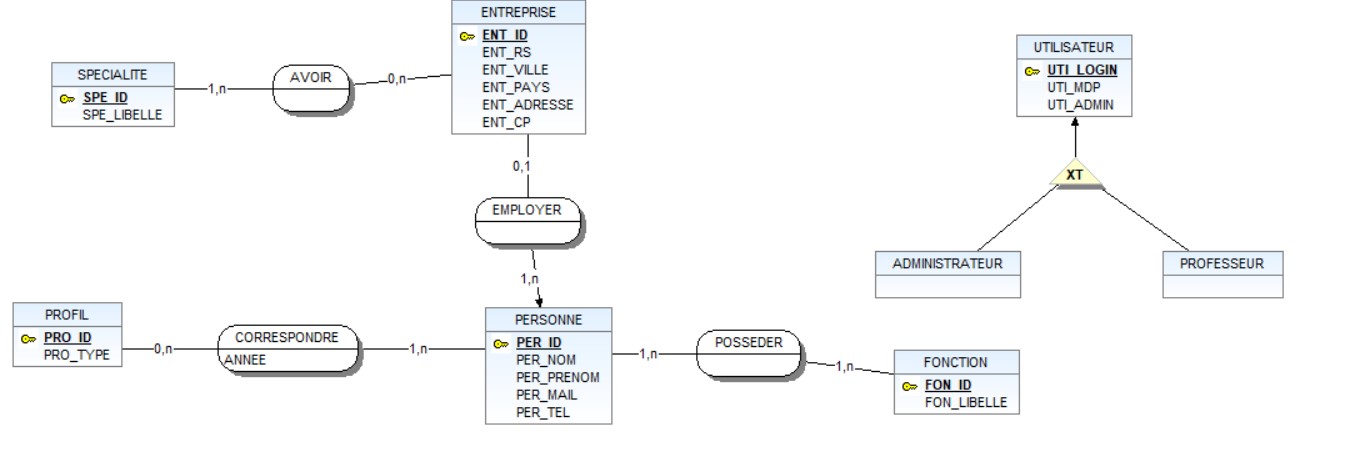 ENTREPRISE
ENT_ID
ENT_RS
ENT_VILLE
ENT_PAYS
ENT_ADRESSE
ENT_CP
SPECIALITE
SPE_ID
SPE_LIBELLE
1,n
AVOIR
0,n
UTILISATEUR
UTI_LOGIN
UTI_MDP
UTI_ADMIN
XT
ADMINISTRATEUR
PROFESSEUR
0,1
EMPLOYER
1,n
PROFIL
PRO_ID
PRO_TYPE
0,n
CORRESPONDRE
ANNEE
1,n
PERSONNE
PER_ID
PER_NOM
PER_PRENOM
PER_MAIL
PER_TEL
1,n
POSSEDER
1,n
FONCTION
FON_ID
FON_LIBELLE